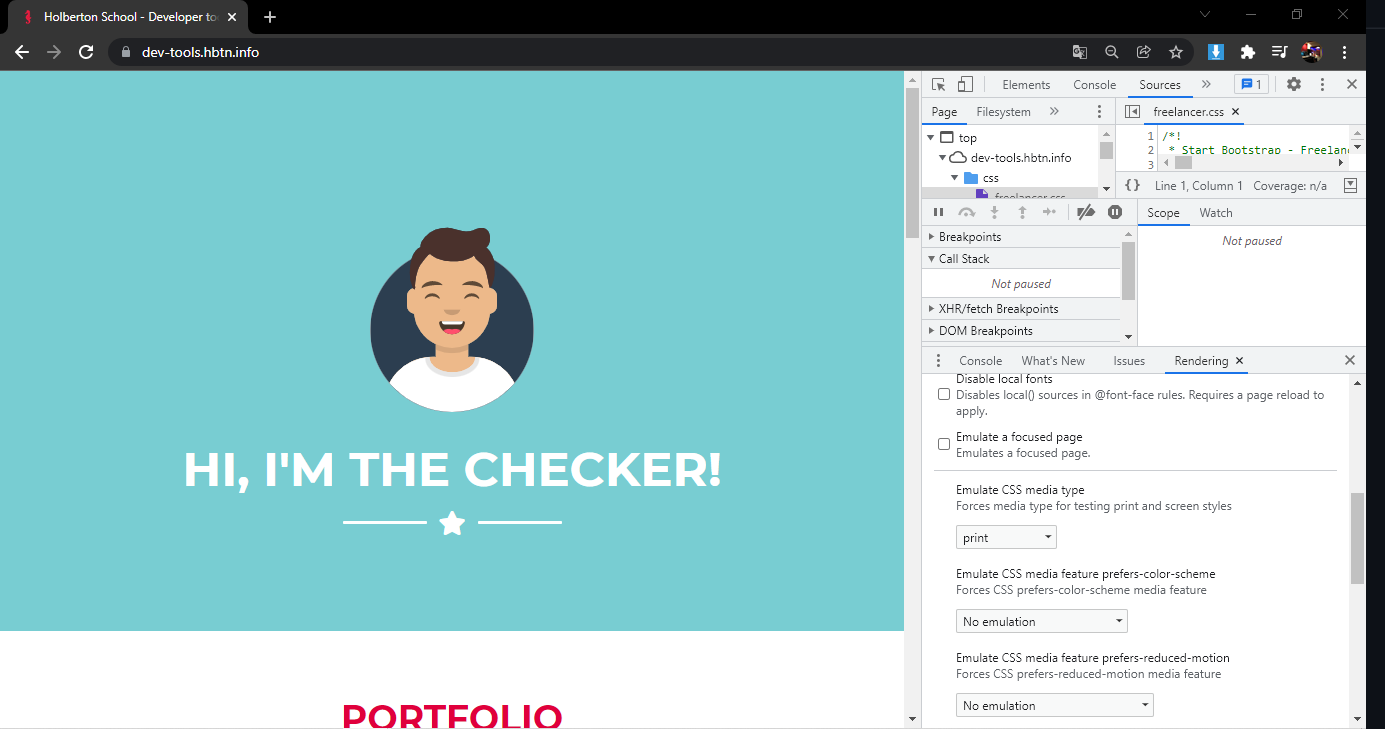 Holberton School - Developer to
dev-tools.hbtn.info
HI, I'M THE CHECKER!
PORTFOLIO
Elements Console Sources 1
Page Filesystem
top
dev-tools.hbtn.info
css
freelancer.css
freelancer.css
1 /*!
2 * Start Bootstrap - Freelanc
3
{ } Line 1, Column 1 Coverage: n/a
Breakpoints
Call Stack
Not paused
XHR/fetch Breakpoints
DOM Breakpoints
Scope Watch
Not paused
Console What's New Issues Rendering
Disable local fonts
Disables local() sources in @font-face rules. Requires a page reload to
apply.
Emulate a focused page
Emulates a focused page.
Emulate CSS media type
Forces media type for testing print and screen styles
print
Emulate CSS media feature prefers-color-scheme
Forces CSS prefers-color-scheme media feature
No emulation
Emulate CSS media feature prefers-reduced-motion
Forces CSS prefers-reduced-motion media feature
No emulation